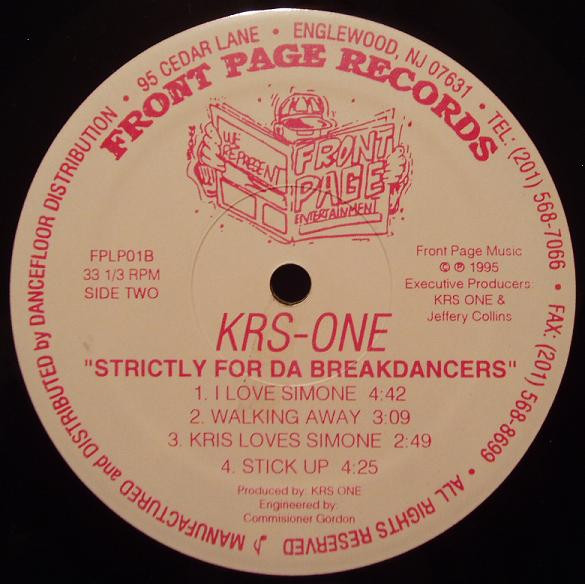 MANUFACTURED and DISTRIBUTED by DANCEFLOOR DISTRIBUTION • 95 CEDAR LANE • ENGLEWOOD, NJ 07631 • TEL: (201) 568-7066 • FAX: (201) 568-8699 • ALL RIGHTS RESERVED ♪
FRONT PAGE RECORDS
WE
REPRESENT
FRONT
PAGE
ENTERTAINMENT
FPLP01B
33 1/3 RPM
SIDE TWO
Front Page Music
© ℗ 1995
Executive Producers:
KRS ONE &
Jeffery Collins
KRS-ONE
"STRICTLY FOR DA BREAKDANCERS"
1. I LOVE SIMONE 4:42
2. WALKING AWAY 3:09
3. KRIS LOVES SIMONE 2:49
4. STICK UP 4:25
Produced by: KRS ONE
Engineered by:
Commisioner Gordon